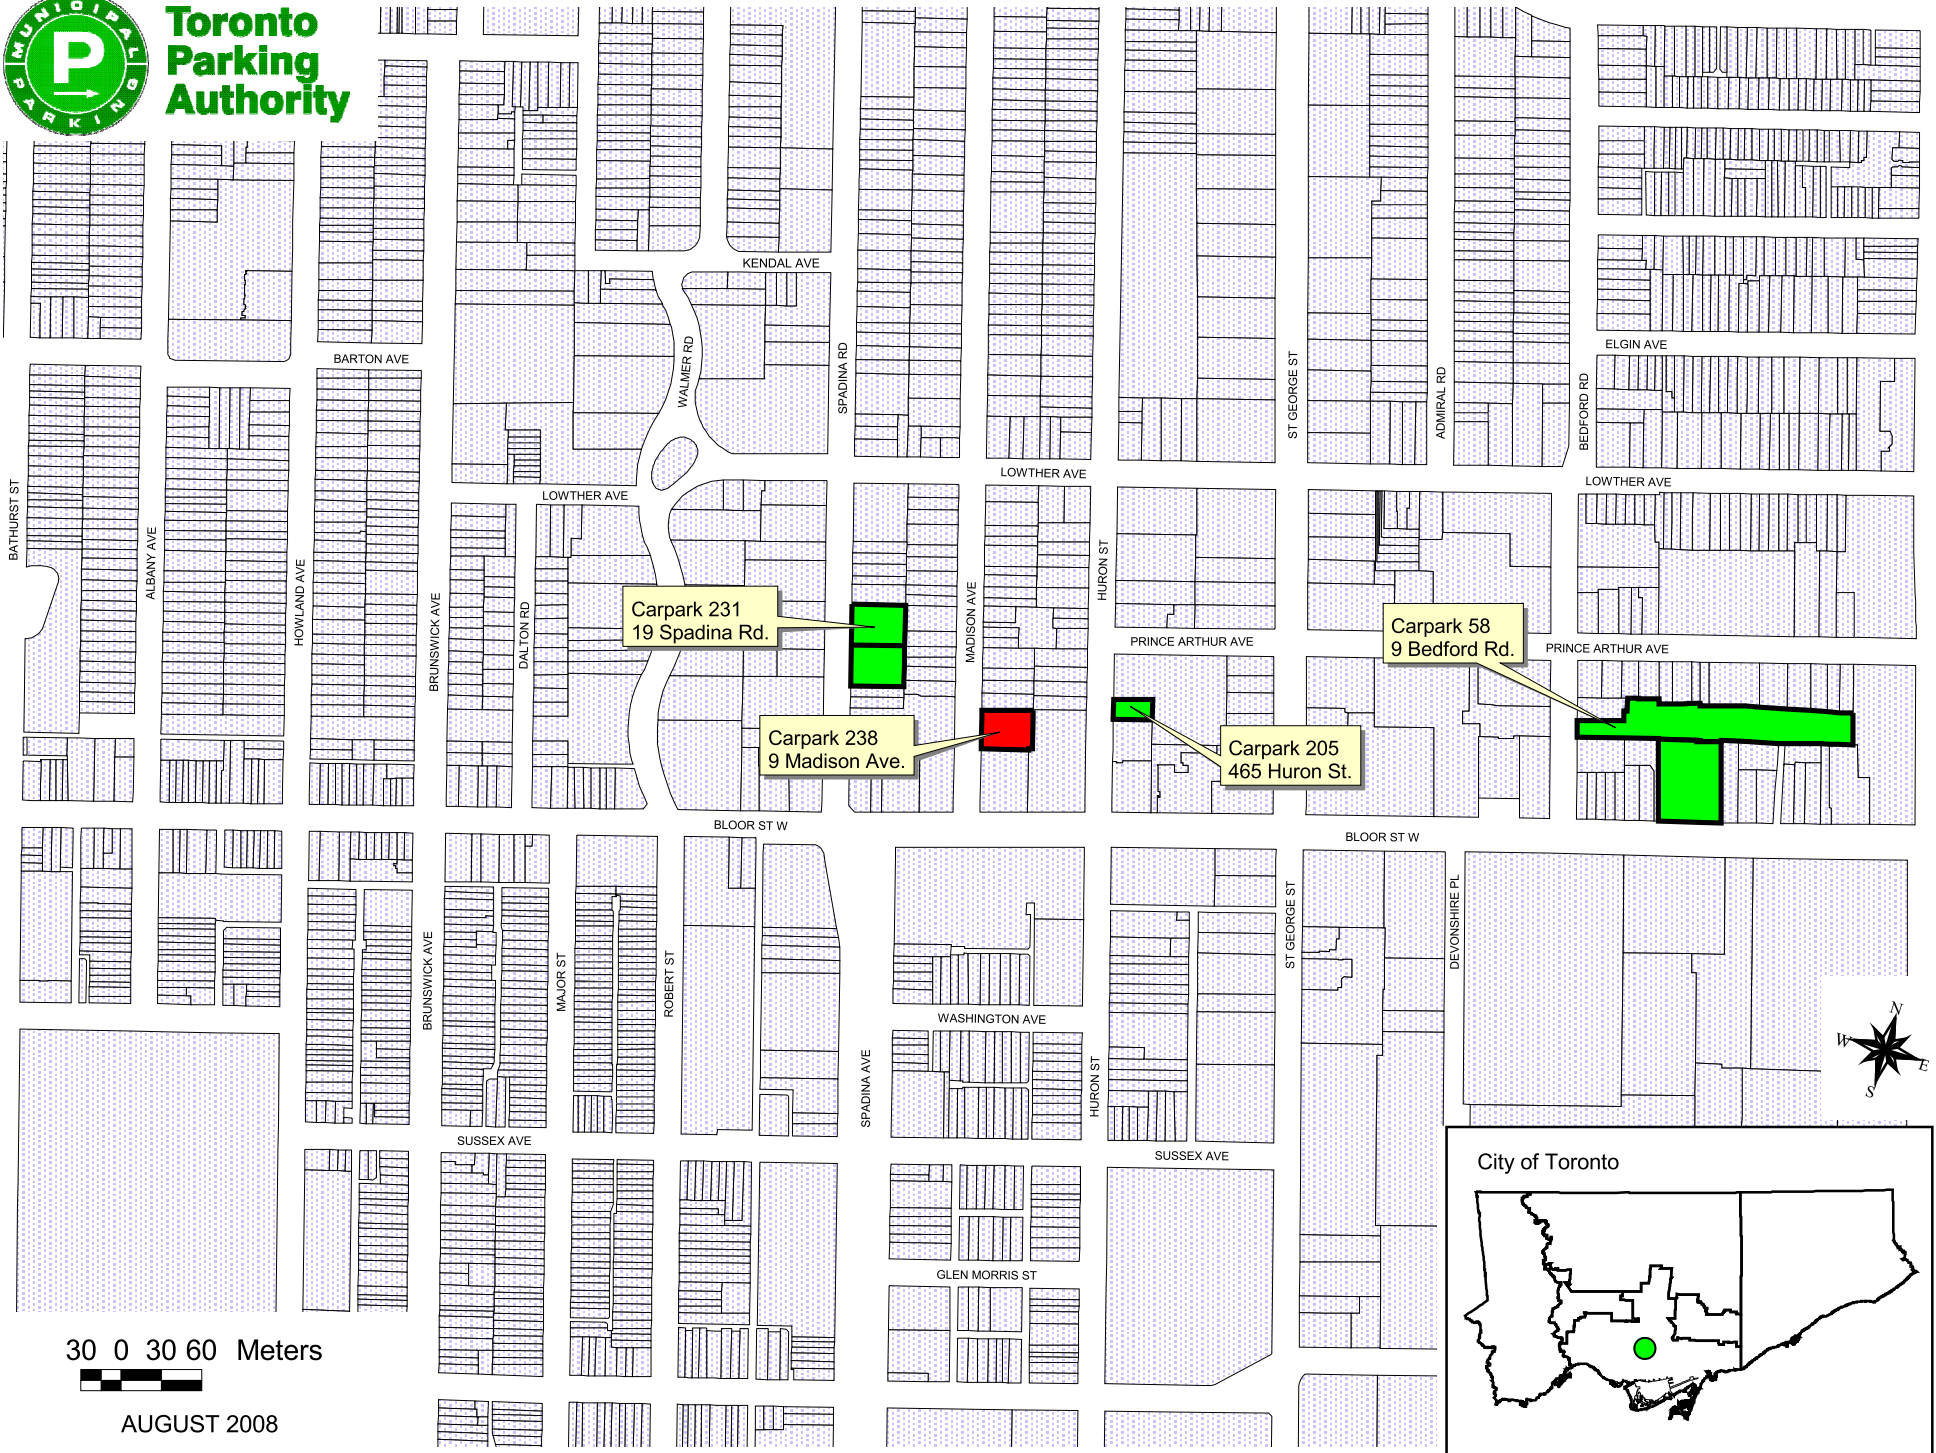 MUNICIPAL
P
PARKING
Toronto
Parking
Authority
KENDAL AVE
BARTON AVE
ELGIN AVE
WALMER RD
SPADINA RD
ST GEORGE ST
ADMIRAL RD
BEDFORD RD
LOWTHER AVE
LOWTHER AVE
LOWTHER AVE
BATHURST ST
ALBANY AVE
HOWLAND AVE
BRUNSWICK AVE
DALTON RD
MADISON AVE
HURON ST
Carpark 231
19 Spadina Rd.
Carpark 58
9 Bedford Rd.
PRINCE ARTHUR AVE
PRINCE ARTHUR AVE
Carpark 238
9 Madison Ave.
Carpark 205
465 Huron St.
BLOOR ST W
BLOOR ST W
BRUNSWICK AVE
MAJOR ST
ROBERT ST
ST GEORGE ST
DEVONSHIRE PL
WASHINGTON AVE
SPADINA AVE
HURON ST
N
W
E
S
SUSSEX AVE
SUSSEX AVE
City of Toronto
GLEN MORRIS ST
30 0 30 60 Meters
AUGUST 2008